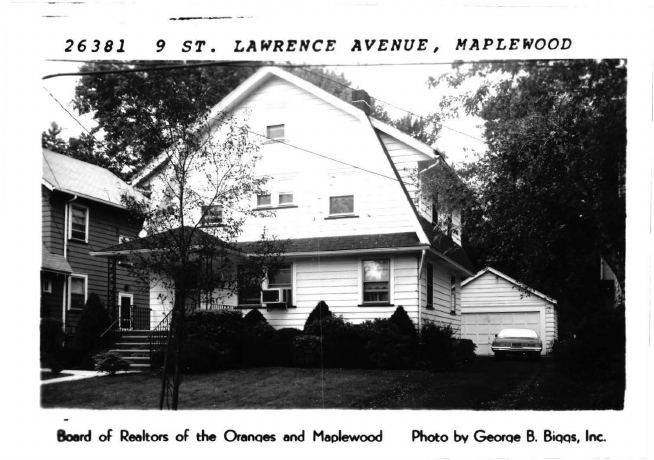 26381 9 ST. LAWRENCE AVENUE, MAPLEWOOD
Board of Realtors of the Oranges and Maplewood Photo by George B. Biggs, Inc.